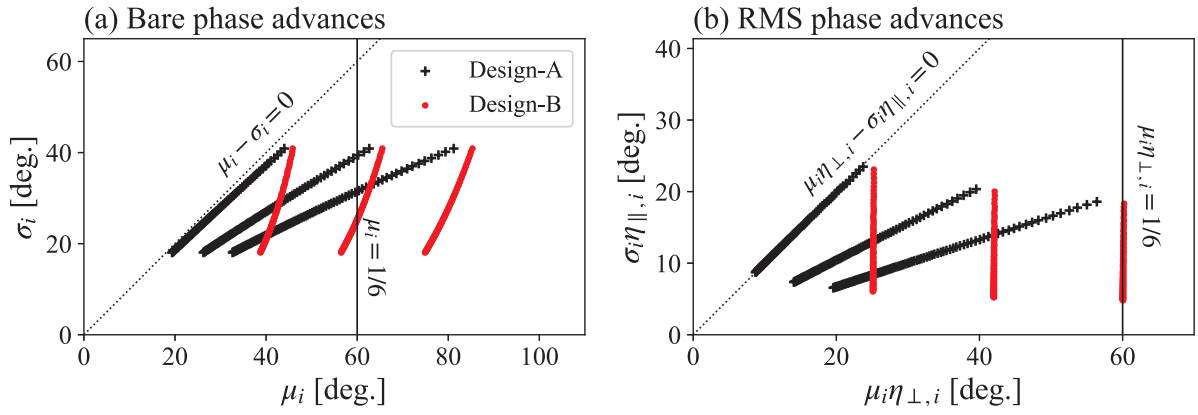 (a) Bare phase advances
60
40
20
0
σᵢ [deg.]
μᵢ − σᵢ = 0
+ Design-A
Design-B
μᵢ = 1/6
0 20 40 60 80 100
μᵢ [deg.]
(b) RMS phase advances
40
30
20
10
0
σᵢη∥,ᵢ [deg.]
μᵢη⊥,ᵢ − σᵢη∥,ᵢ = 0
μᵢη⊥,ᵢ = 1/6
0 20 40 60
μᵢη⊥,ᵢ [deg.]